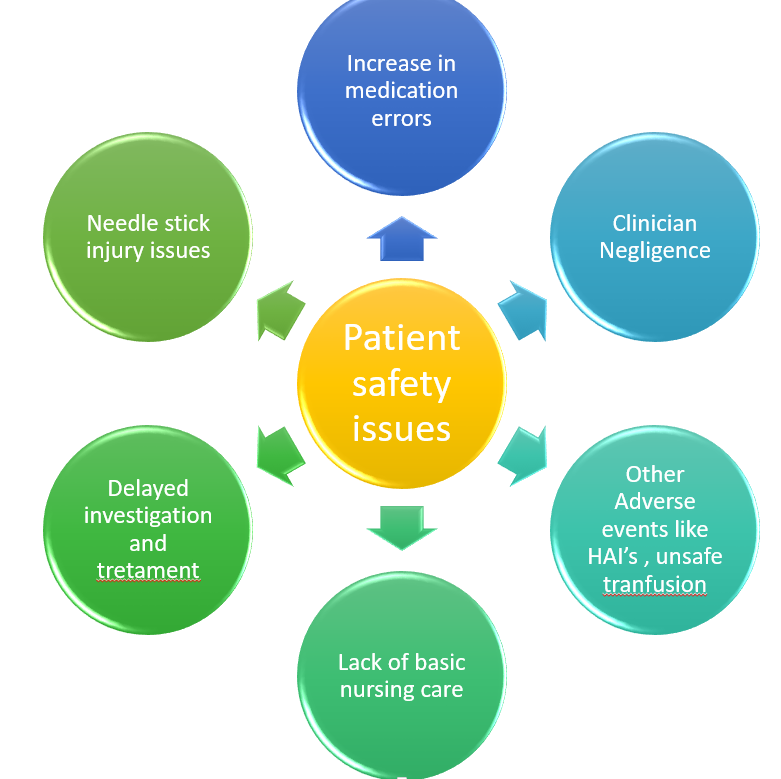 Increase in
medication
errors
Needle stick
injury issues
Clinician
Negligence
Patient
safety
issues
Delayed
investigation
and
tretament
Other
Adverse
events like
HAI's , unsafe
tranfusion
Lack of basic
nursing care